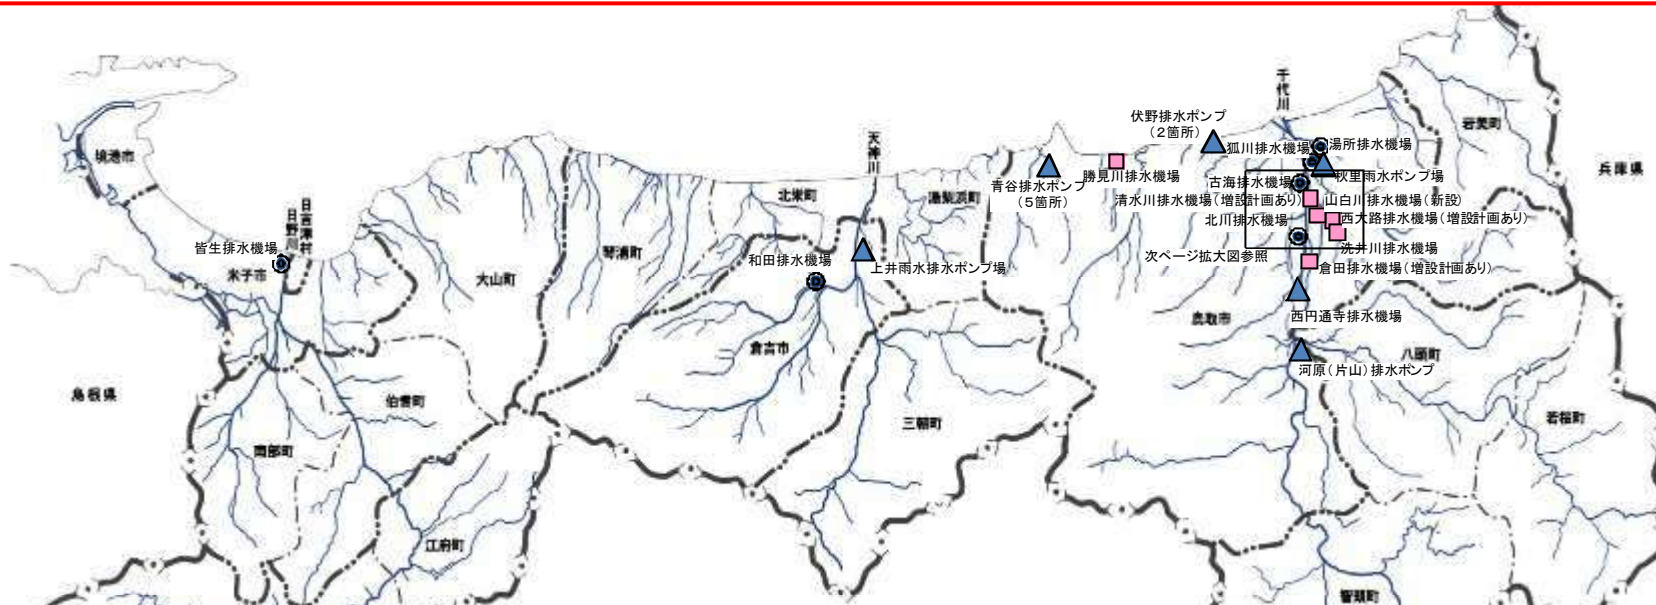 千代川
伏野排水ポンプ
（２箇所）
岩美町
天神川
狐川排水機場
湯所排水機場
境港市
兵庫県
勝見川排水機場
秋里雨水ポンプ場
青谷排水ポンプ
（５箇所）
古海排水機場
北栄町
湯梨浜町
清水川排水機場（増設計画あり）
山白川排水機場（新設）
日吉津村
日野川
北川排水機場
西大路排水機場（増設計画あり）
皆生排水機場
琴浦町
洗井川排水機場
和田排水機場
次ページ拡大図参照
上井雨水排水ポンプ場
倉田排水機場（増設計画あり）
米子市
大山町
鳥取市
西円通寺排水機場
倉吉市
八頭町
河原（片山）排水ポンプ
島根県
伯耆町
若桜町
三朝町
南部町
江府町
智頭町